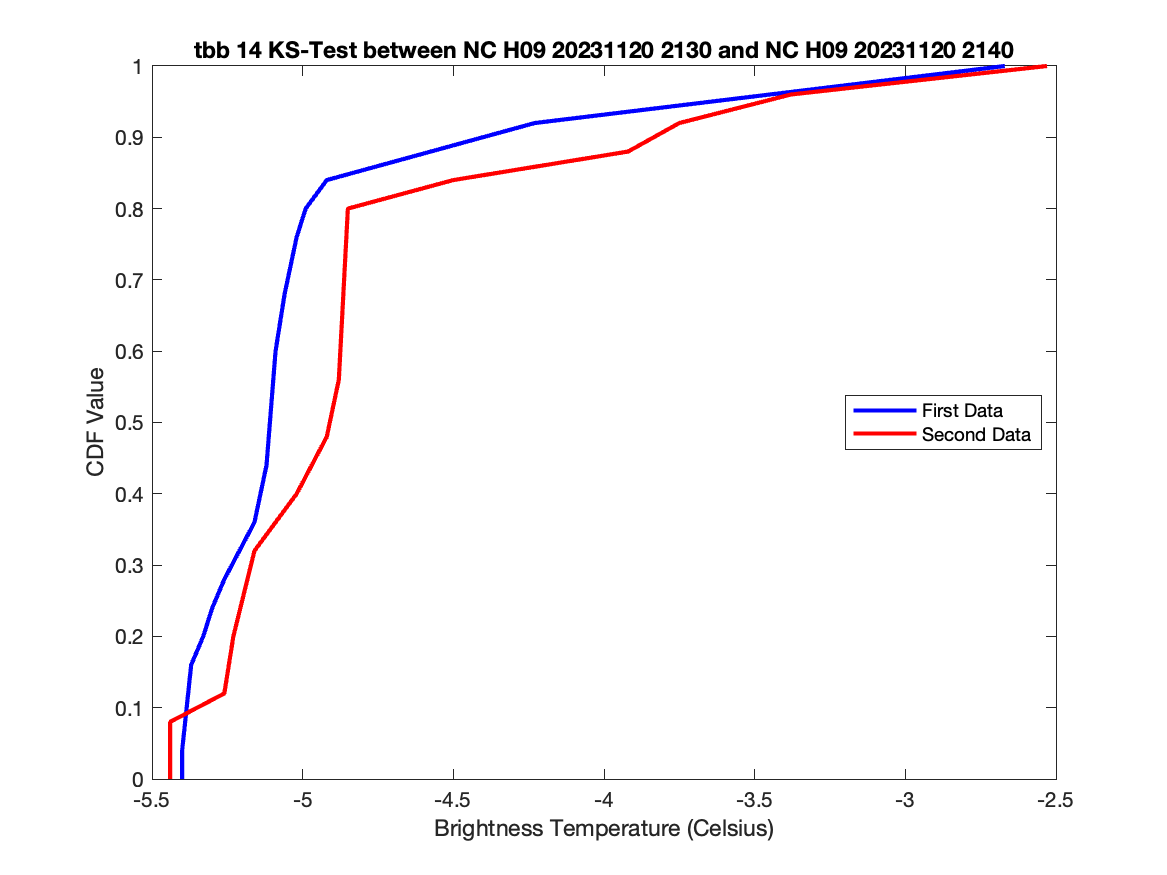 tbb 14 KS-Test between NC H09 20231120 2130 and NC H09 20231120 2140
1
0.9
0.8
0.7
0.6
0.5
0.4
0.3
0.2
0.1
0
CDF Value
First Data
Second Data
-5.5 -5 -4.5 -4 -3.5 -3 -2.5
Brightness Temperature (Celsius)